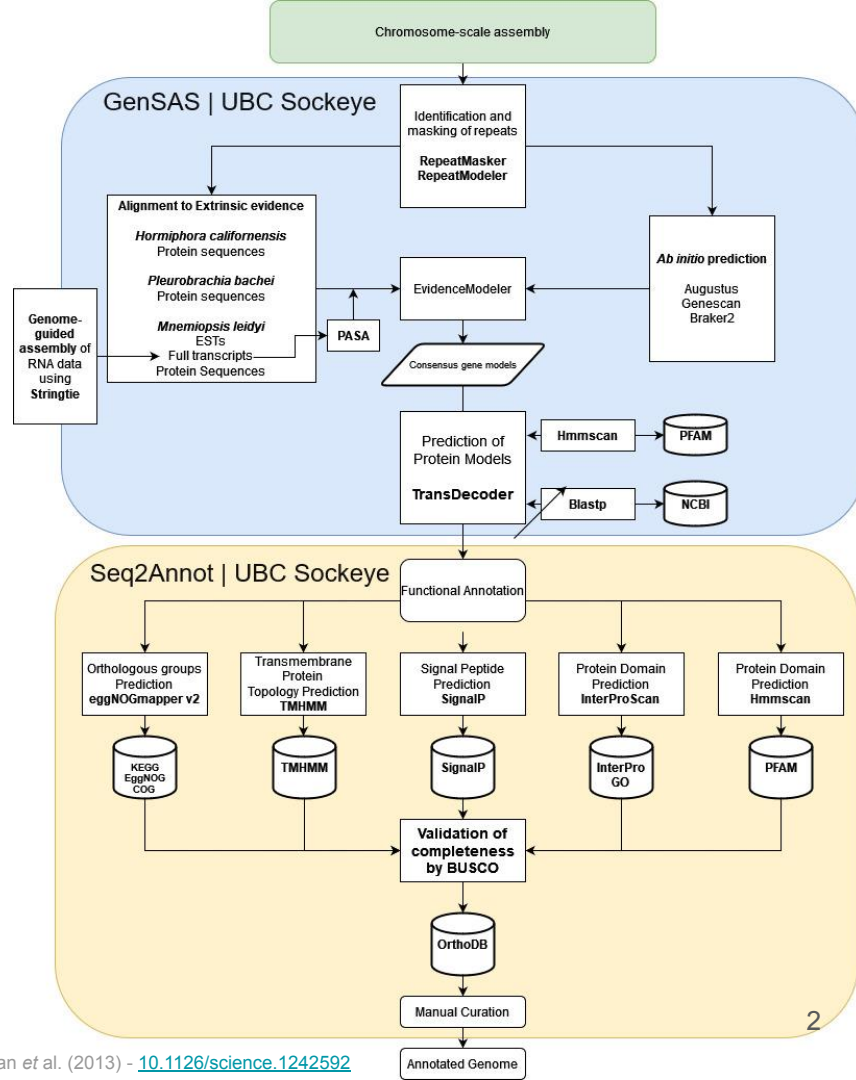 Chromosome-scale assembly
GenSAS | UBC Sockeye
Identification and
masking of repeats
RepeatMasker
RepeatModeler
Alignment to Extrinsic evidence
Hormiphora californensis
Protein sequences
Pleurobrachia bachei
Protein sequences
Mnemiopsis leidyi
ESTs
Full transcripts
Protein Sequences
Genome-
guided
assembly of
RNA data
using
Stringtie
PASA
EvidenceModeler
Ab initio prediction
Augustus
Genescan
Braker2
Consensus gene models
Prediction of
Protein Models
TransDecoder
Hmmscan
PFAM
Blastp
NCBI
Seq2Annot | UBC Sockeye
Functional Annotation
Orthologous groups
Prediction
eggNOGmapper v2
Transmembrane
Protein
Topology Prediction
TMHMM
Signal Peptide
Prediction
SignalP
Protein Domain
Prediction
InterProScan
Protein Domain
Prediction
Hmmscan
KEGG
EggNOG
COG
TMHMM
SignalP
InterPro
GO
PFAM
Validation of
completeness
by BUSCO
OrthoDB
Manual Curation
2
Annotated Genome
an et al. (2013) - 10.1126/science.1242592